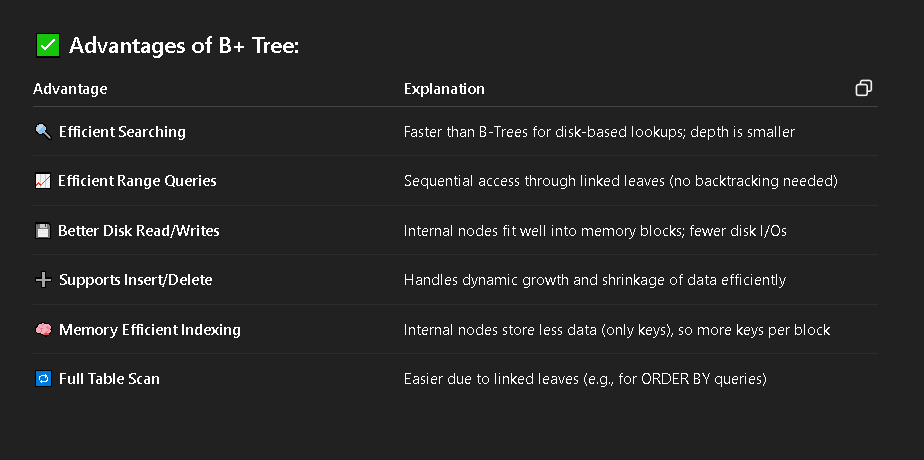 ✅ Advantages of B+ Tree:
Advantage Explanation
🔍 Efficient Searching Faster than B-Trees for disk-based lookups; depth is smaller
📈 Efficient Range Queries Sequential access through linked leaves (no backtracking needed)
💾 Better Disk Read/Writes Internal nodes fit well into memory blocks; fewer disk I/Os
➕ Supports Insert/Delete Handles dynamic growth and shrinkage of data efficiently
🧠 Memory Efficient Indexing Internal nodes store less data (only keys), so more keys per block
🔁 Full Table Scan Easier due to linked leaves (e.g., for ORDER BY queries)